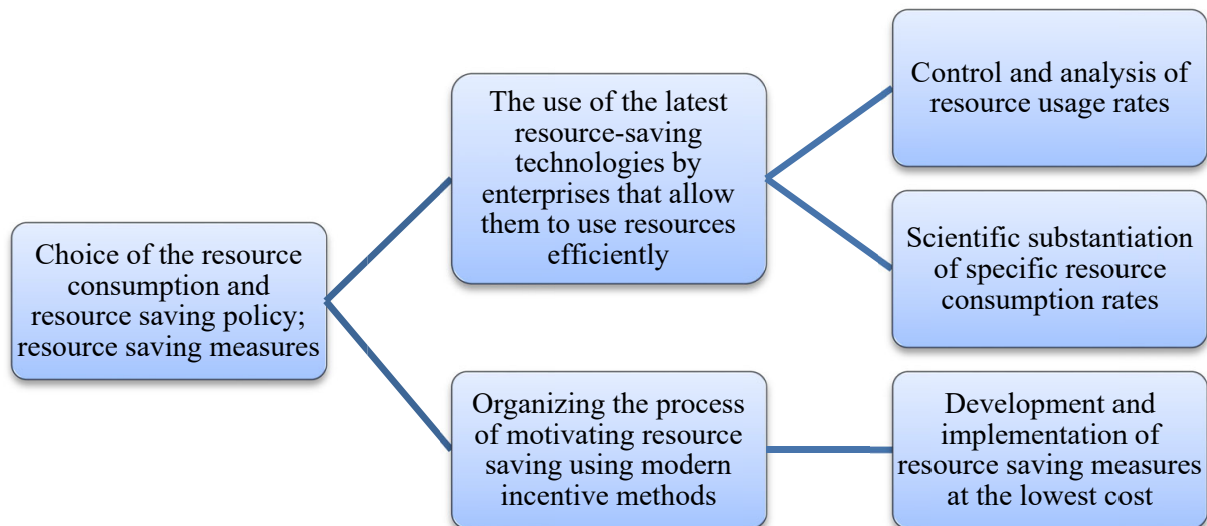 Choice of the resource
consumption and
resource saving policy;
resource saving measures
The use of the latest
resource-saving
technologies by
enterprises that allow
them to use resources
efficiently
Organizing the process
of motivating resource
saving using modern
incentive methods
Control and analysis of
resource usage rates
Scientific substantiation
of specific resource
consumption rates
Development and
implementation of
resource saving measures
at the lowest cost